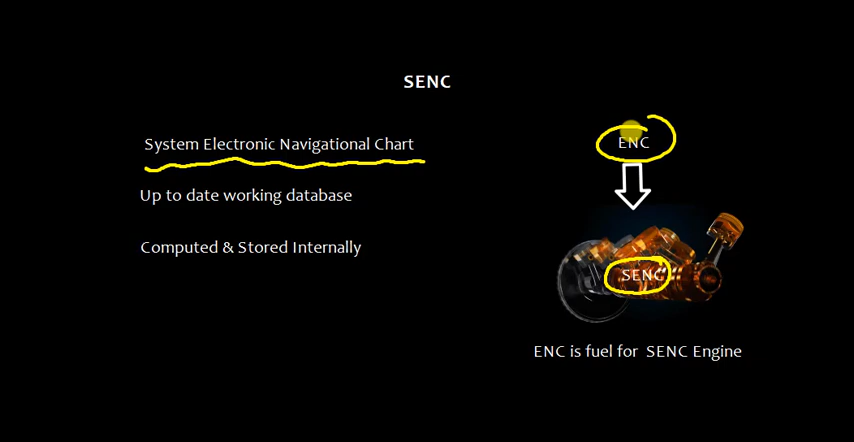 SENC
System Electronic Navigational Chart
Up to date working database
Computed & Stored Internally
ENC
SENC
ENC is fuel for SENC Engine